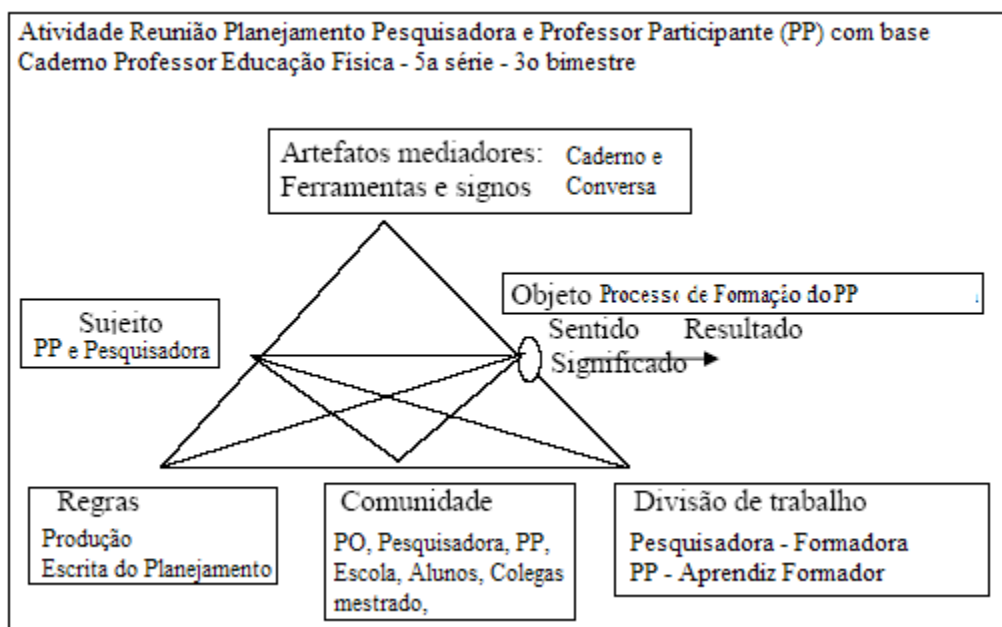 Atividade Reunião Planejamento Pesquisadora e Professor Participante (PP) com base
Caderno Professor Educação Fisica - 5a série - 3o bimestre
Artefatos mediadores: Caderno e
Ferramentas e signos Conversa
Objeto Processo de Formação do PP
Sujeito
PP e Pesquisadora
Sentido Resultado
Significado
Regras
Produção
Escrita do Planejamento
Comunidade
PO, Pesquisadora, PP,
Escola, Alunos, Colegas
mestrado,
Divisão de trabalho
Pesquisadora - Formadora
PP - Aprendiz Formador